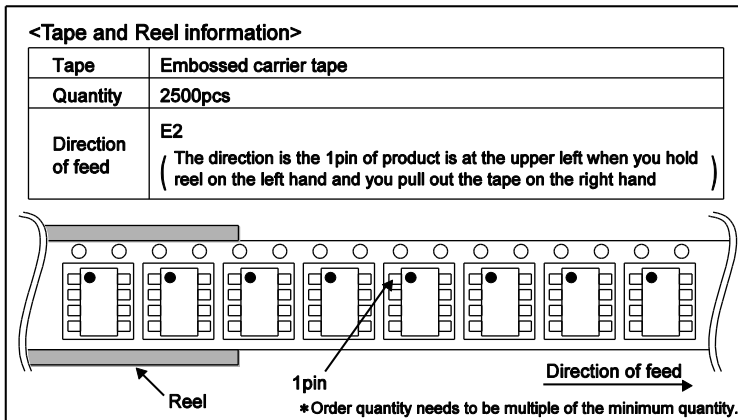 <Tape and Reel information>
Tape Embossed carrier tape
Quantity 2500pcs
Direction of feed E2
( The direction is the 1pin of product is at the upper left when you hold
reel on the left hand and you pull out the tape on the right hand )
1pin
Direction of feed
Reel
*Order quantity needs to be multiple of the minimum quantity.